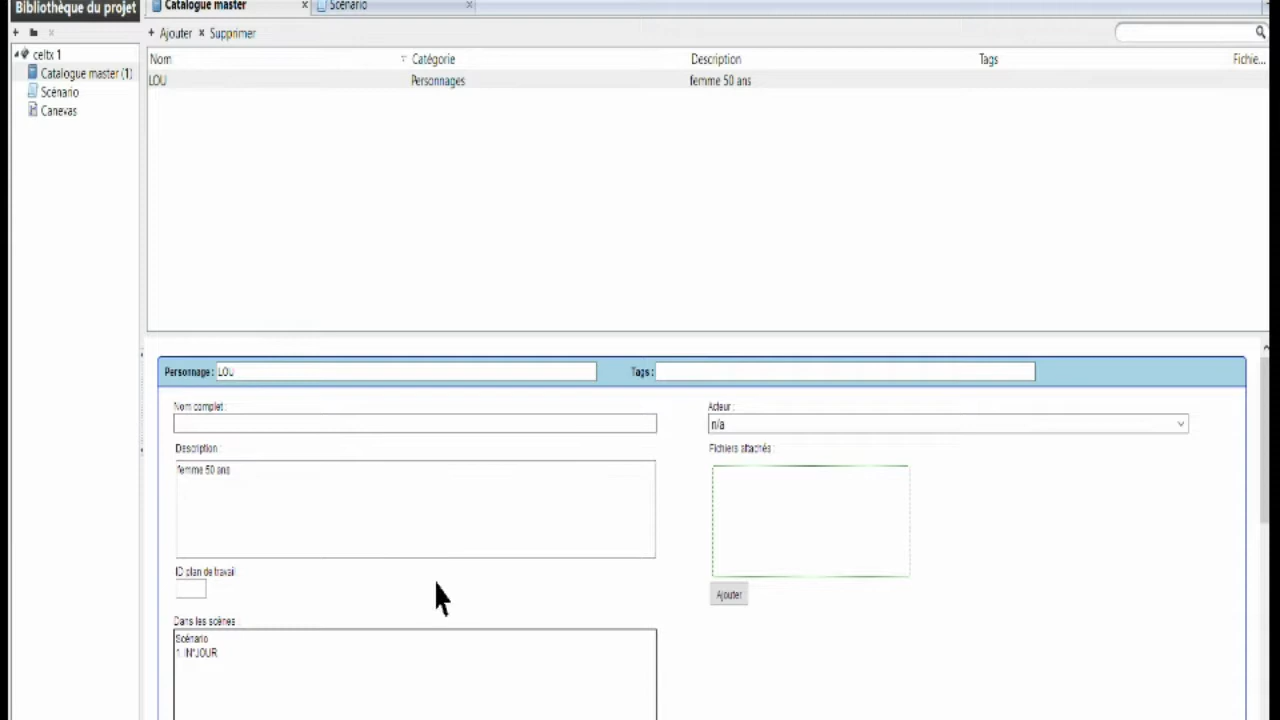 Bibliothèque du projet
Catalogue master x Scénario x
+ Ajouter x Supprimer
celtx 1
Catalogue master (1)
Scénario
Canevas
Nom Catégorie Description Tags Fichie...
LOU Personnages femme 50 ans
Personnage : LOU Tags :
Nom complet : Acteur :
n/a
Description : Fichiers attachés :
femme 50 ans
ID plan de travail
Ajouter
Dans les scènes :
Scénario
1 IN*JOUR